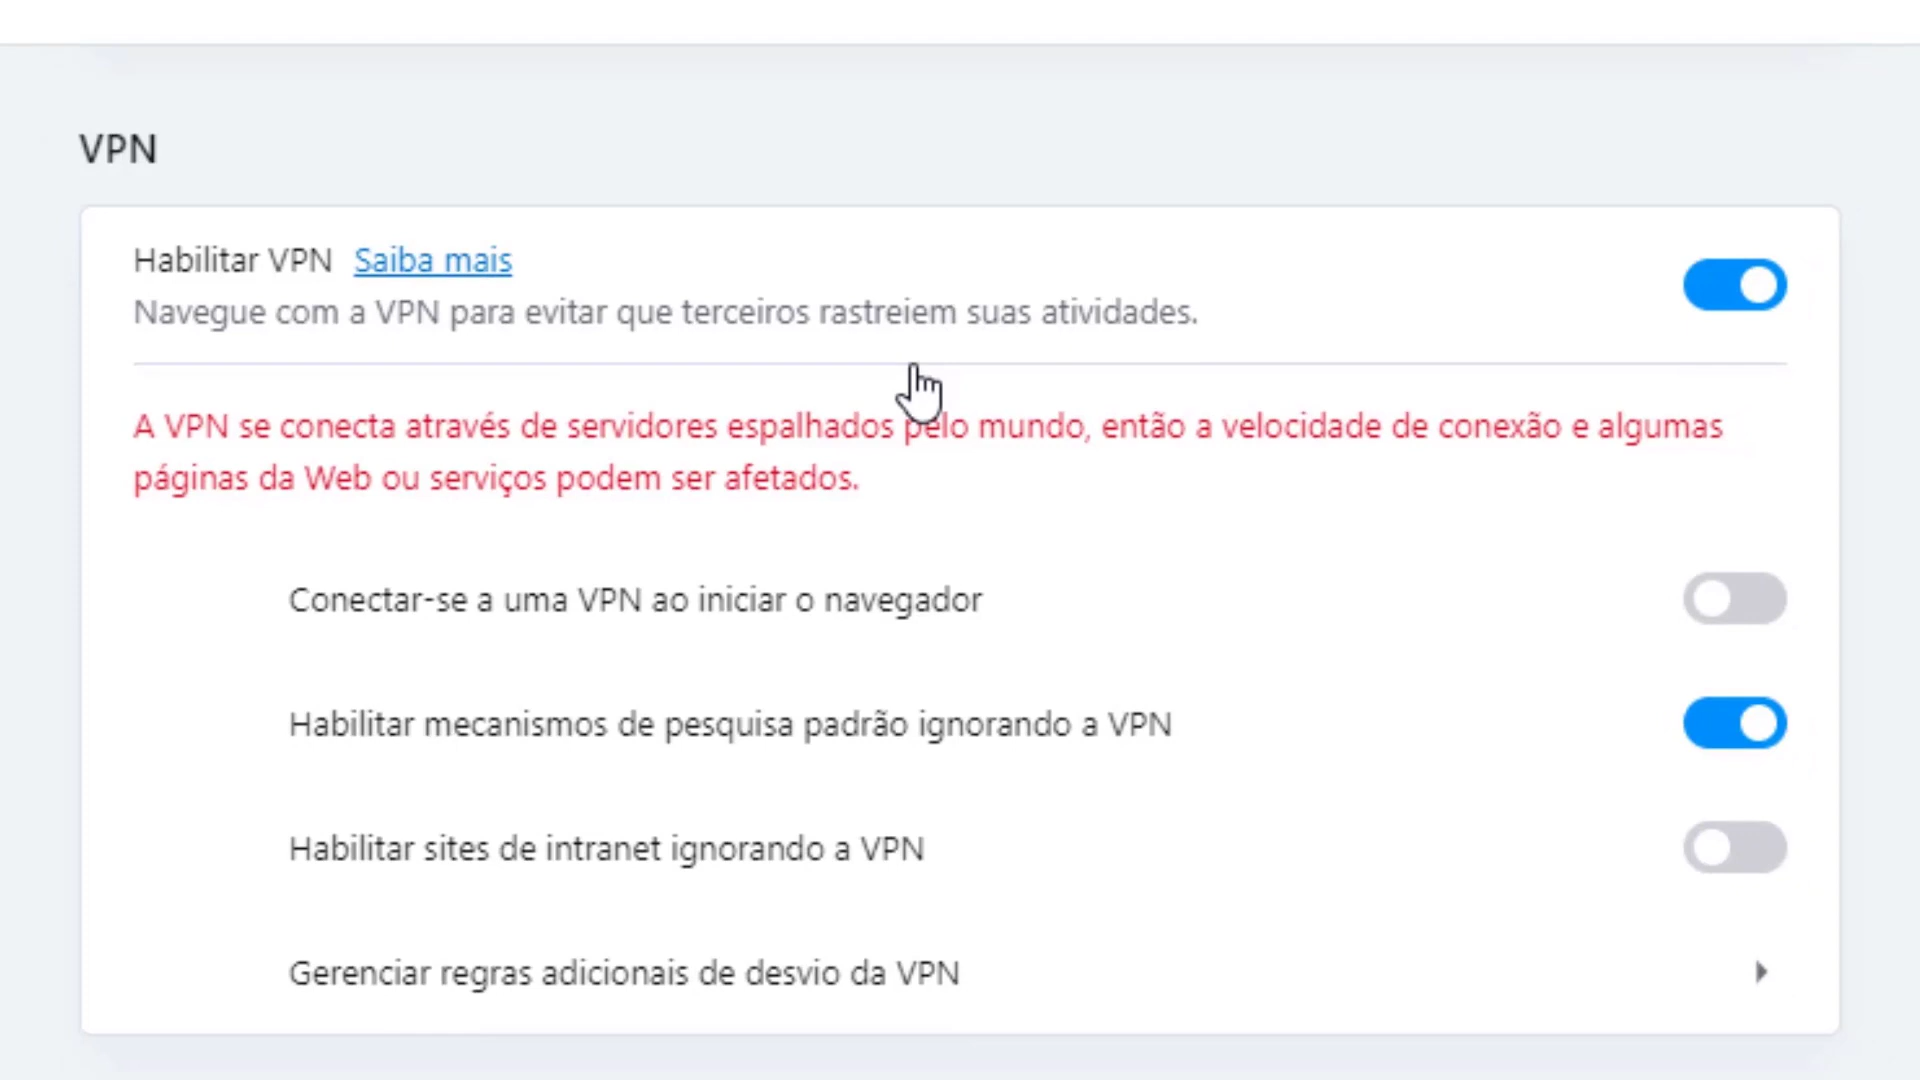 VPN
Habilitar VPN Saiba mais
Navegue com a VPN para evitar que terceiros rastreiem suas atividades.
A VPN se conecta através de servidores espalhados pelo mundo, então a velocidade de conexão e algumas
páginas da Web ou serviços podem ser afetados.
Conectar-se a uma VPN ao iniciar o navegador
Habilitar mecanismos de pesquisa padrão ignorando a VPN
Habilitar sites de intranet ignorando a VPN
Gerenciar regras adicionais de desvio da VPN